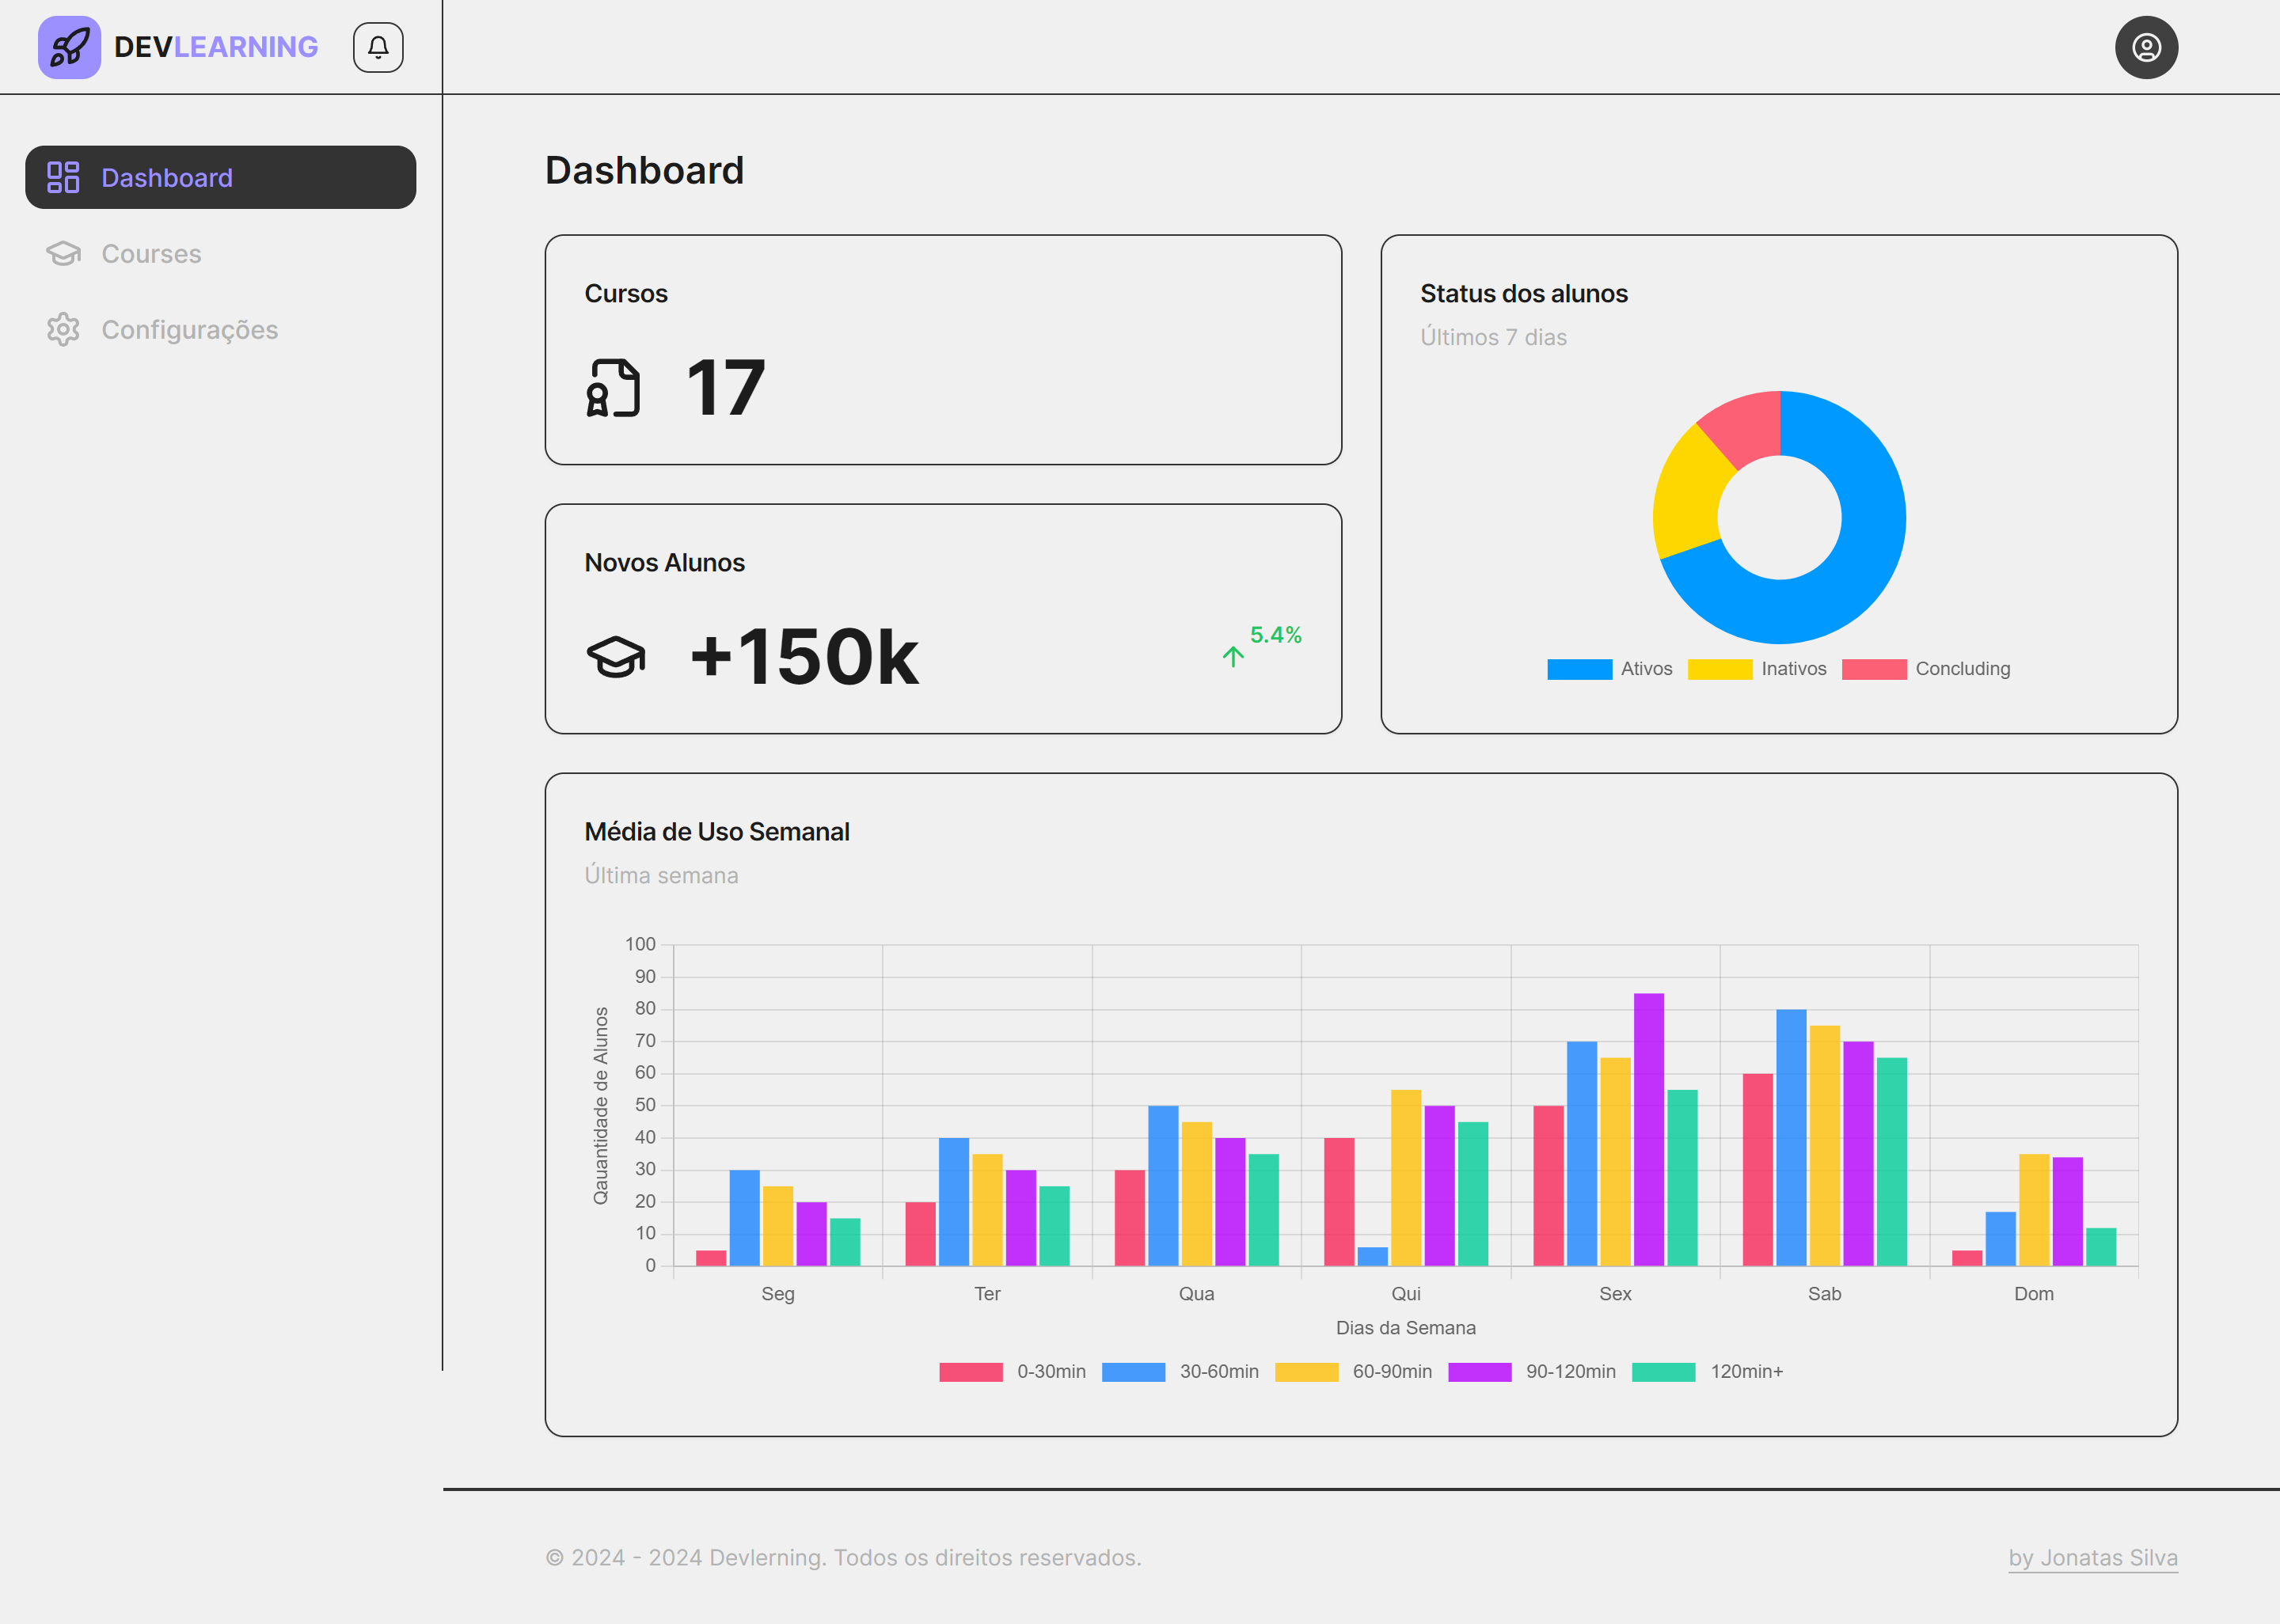 DEVLEARNING
Dashboard
Courses
Configurações
Dashboard
Cursos
17
Novos Alunos
+150k
5.4%
Status dos alunos
Últimos 7 dias
Ativos Inativos Concluding
Média de Uso Semanal
Última semana
Qauantidade de Alunos
100
90
80
70
60
50
40
30
20
10
0
Seg Ter Qua Qui Sex Sab Dom
Dias da Semana
0-30min 30-60min 60-90min 90-120min 120min+
© 2024 - 2024 Devlerning. Todos os direitos reservados.
by Jonatas Silva